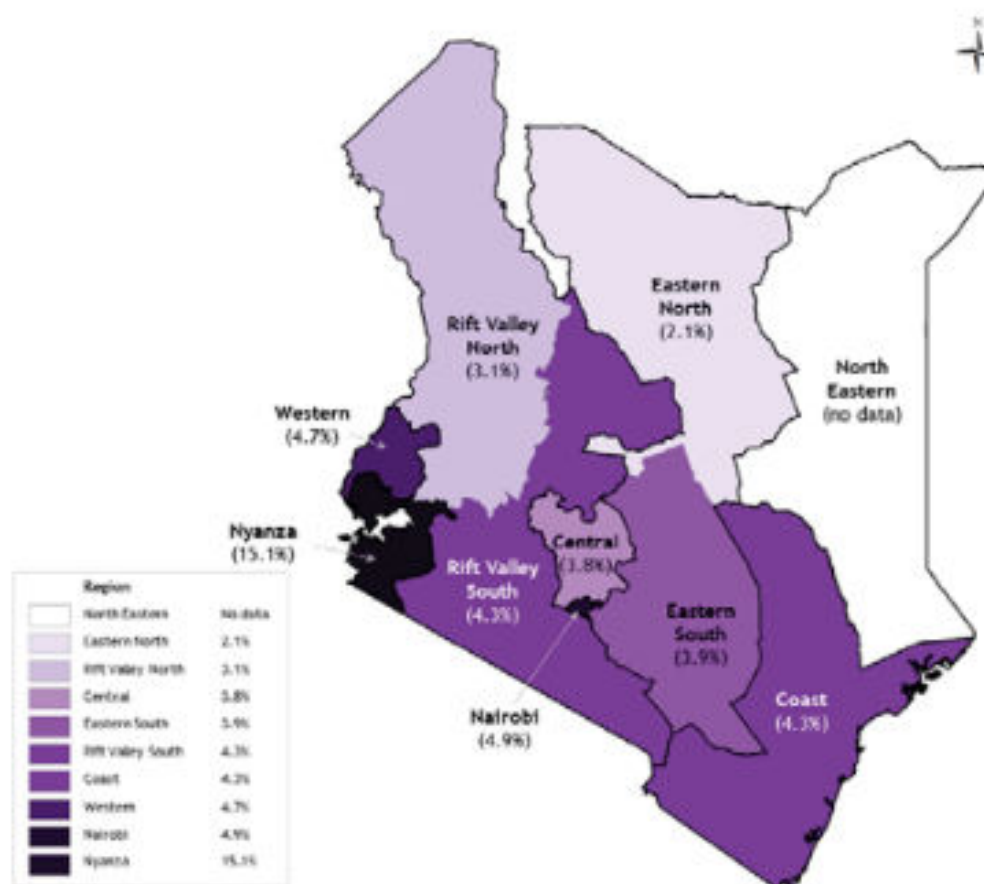 N
Eastern
North
(2.1%)
Rift Valley
North
(3.1%)
North
Eastern
(no data)
Western
(4.7%)
Nyanza
(15.1%)
Central
(3.8%)
Rift Valley
South
(4.3%)
Eastern
South
(3.9%)
Nairobi
(4.9%)
Coast
(4.3%)
Region
North Eastern No data
Eastern North 2.1%
Rift Valley North 3.1%
Central 3.8%
Eastern South 3.9%
Rift Valley South 4.3%
Coast 4.3%
Western 4.7%
Nairobi 4.9%
Nyanza 15.1%